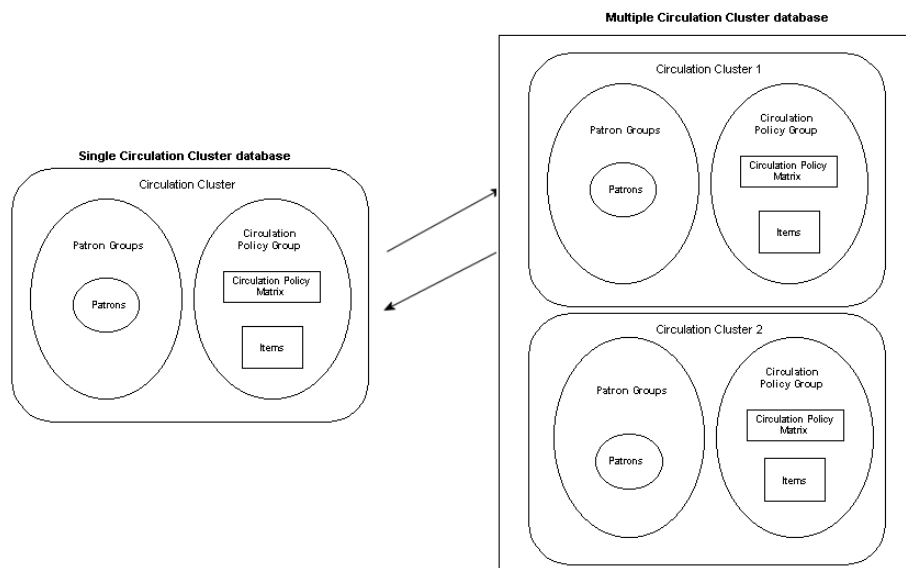 Single Circulation Cluster database
Circulation Cluster
Patron Groups
Patrons
Circulation
Policy Group
Circulation Policy
Matrix
Items
Multiple Circulation Cluster database
Circulation Cluster 1
Patron Groups
Patrons
Circulation
Policy Group
Circulation Policy
Matrix
Items
Circulation Cluster 2
Patron Groups
Patrons
Circulation
Policy Group
Circulation Policy
Matrix
Items